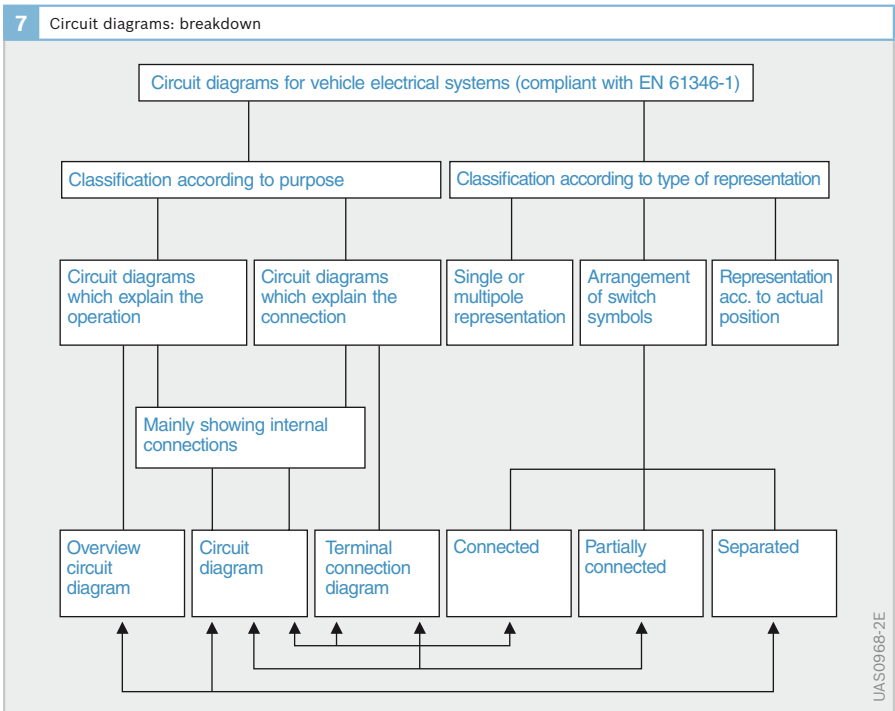 7 Circuit diagrams: breakdown
Circuit diagrams for vehicle electrical systems (compliant with EN 61346-1)
Classification according to purpose
Classification according to type of representation
Circuit diagrams
which explain the
operation
Circuit diagrams
which explain the
connection
Single or
multipole
representation
Arrangement
of switch
symbols
Representation
acc. to actual
position
Mainly showing internal
connections
Overview
circuit
diagram
Circuit
diagram
Terminal
connection
diagram
Connected
Partially
connected
Separated
UAS0968-2E